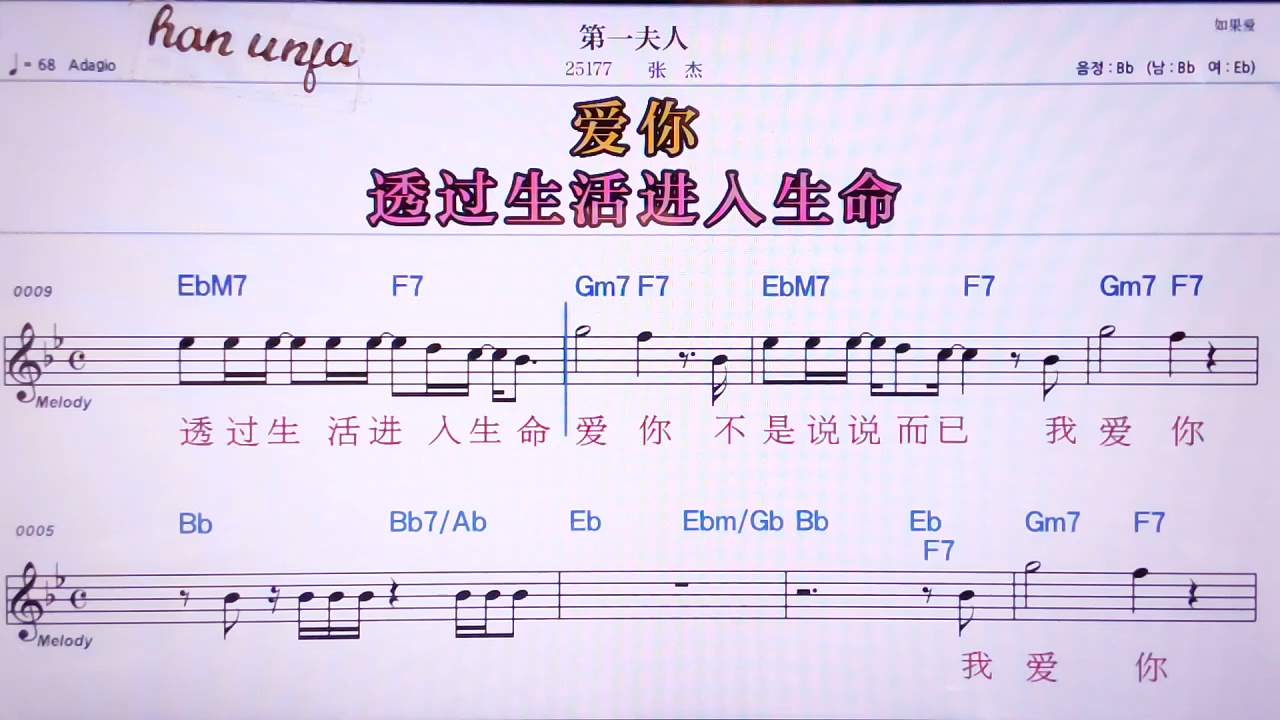 han unja
第一夫人
如果爱
♩= 68 Adagio
25177 张 杰
음정 : Bb (남 : Bb 여 : Eb)
爱你
透过生活进入生命
0009 EbM7 F7 Gm7 F7 EbM7 F7 Gm7 F7
Melody
透过生 活进 入生 命 爱 你 不 是说说 而已 我 爱 你
0005 Bb Bb7/Ab Eb Ebm/Gb Bb Eb Gm7 F7
F7
Melody
我 爱 你